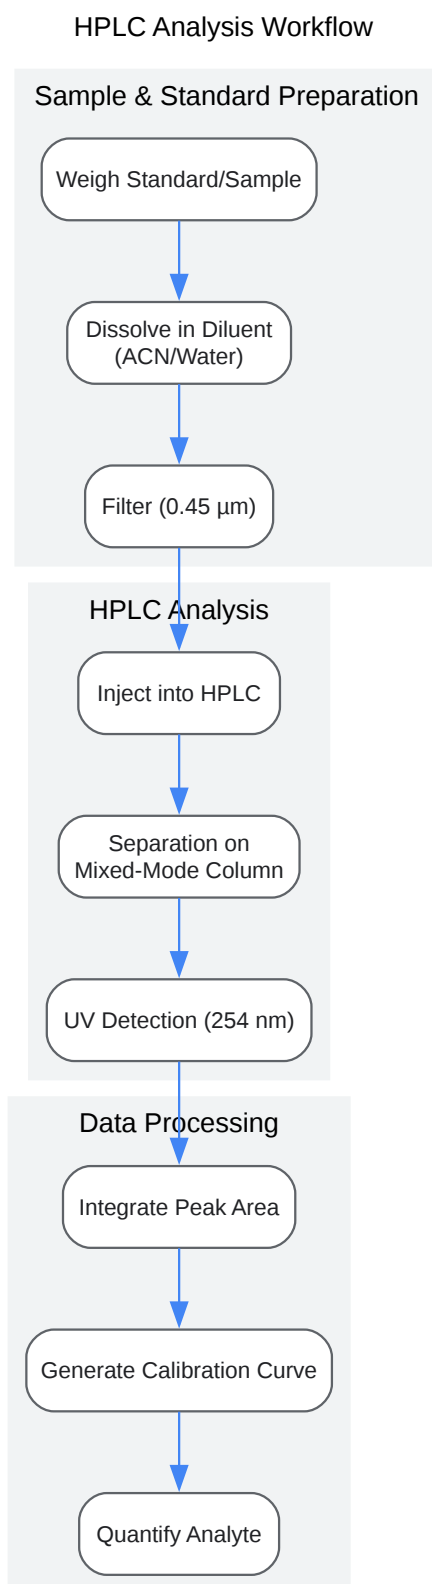 HPLC Analysis Workflow
Sample & Standard Preparation
Weigh Standard/Sample
Dissolve in Diluent
(ACN/Water)
Filter (0.45 µm)
HPLC Analysis
Inject into HPLC
Separation on
Mixed-Mode Column
UV Detection (254 nm)
Data Processing
Integrate Peak Area
Generate Calibration Curve
Quantify Analyte